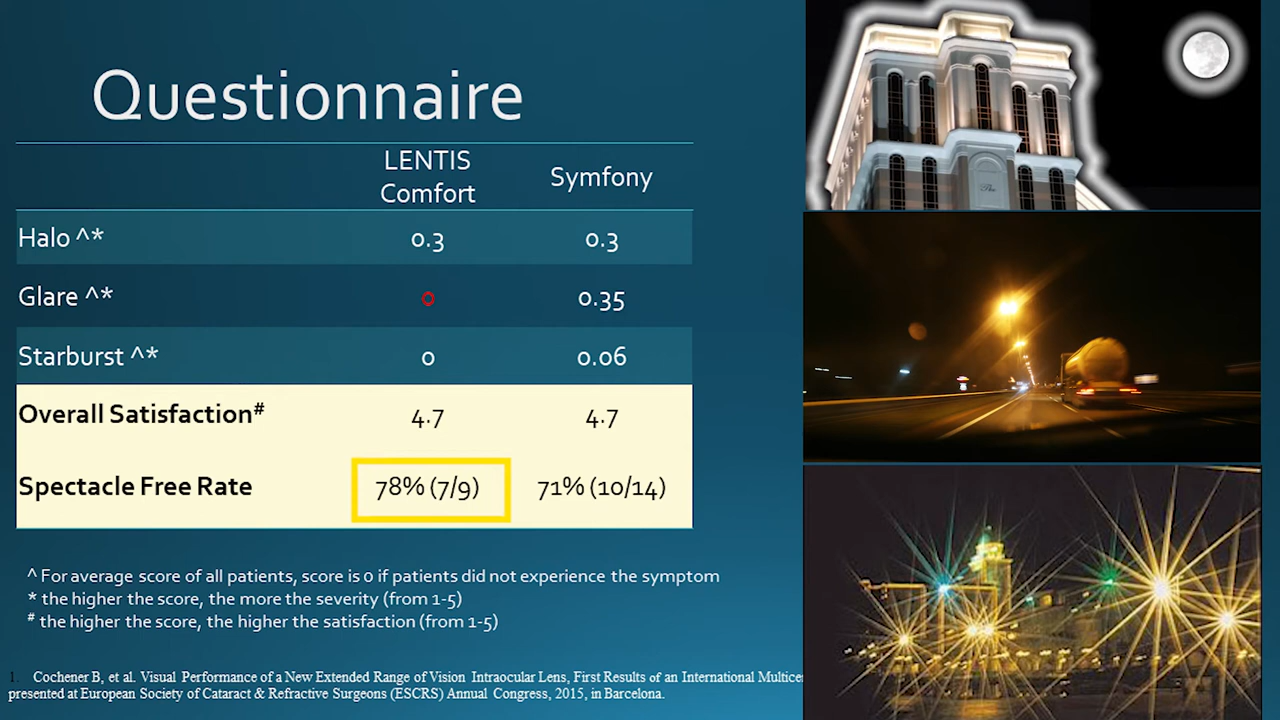 Questionnaire
LENTIS
Comfort
Symfony
Halo ^* 0.3 0.3
Glare ^* 0 0.35
Starburst ^* 0 0.06
Overall Satisfaction# 4.7 4.7
Spectacle Free Rate 78% (7/9) 71% (10/14)
^ For average score of all patients, score is 0 if patients did not experience the symptom
* the higher the score, the more the severity (from 1-5)
# the higher the score, the higher the satisfaction (from 1-5)
1. Cochener B, et al. Visual Performance of a New Extended Range of Vision Intraocular Lens, First Results of an International
presented at European Society of Cataract & Refractive Surgeons (ESCRS) Annual Congress, 2015, in Barcelona.
The